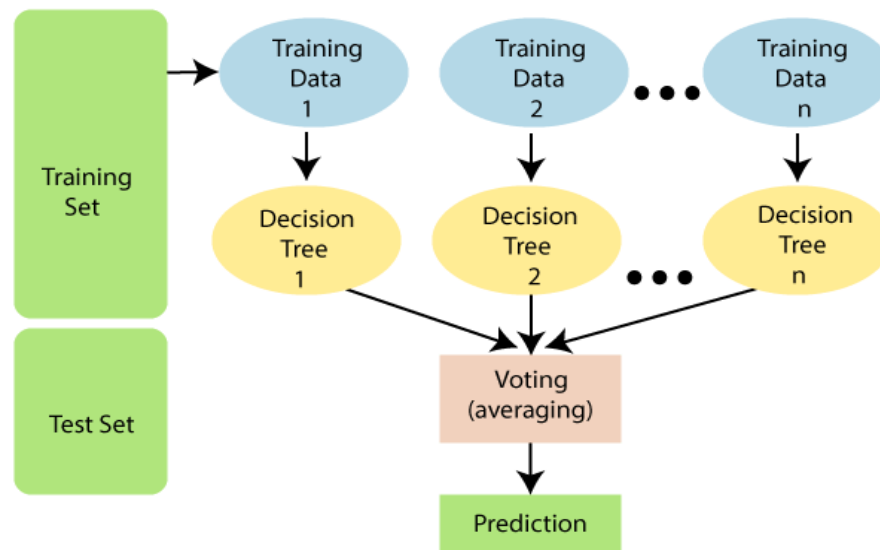 Training
Set
Test Set
Training
Data
1
Training
Data
2
Training
Data
n
Decision
Tree
1
Decision
Tree
2
Decision
Tree
n
Voting
(averaging)
Prediction